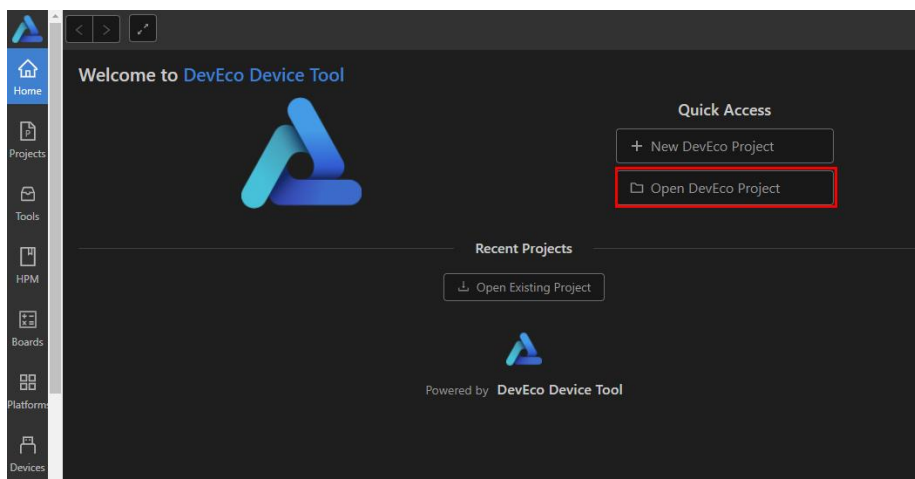 Home
Projects
Tools
HPM
Boards
Platforms
Devices
Welcome to DevEco Device Tool
Quick Access
+ New DevEco Project
Open DevEco Project
Recent Projects
Open Existing Project
Powered by DevEco Device Tool